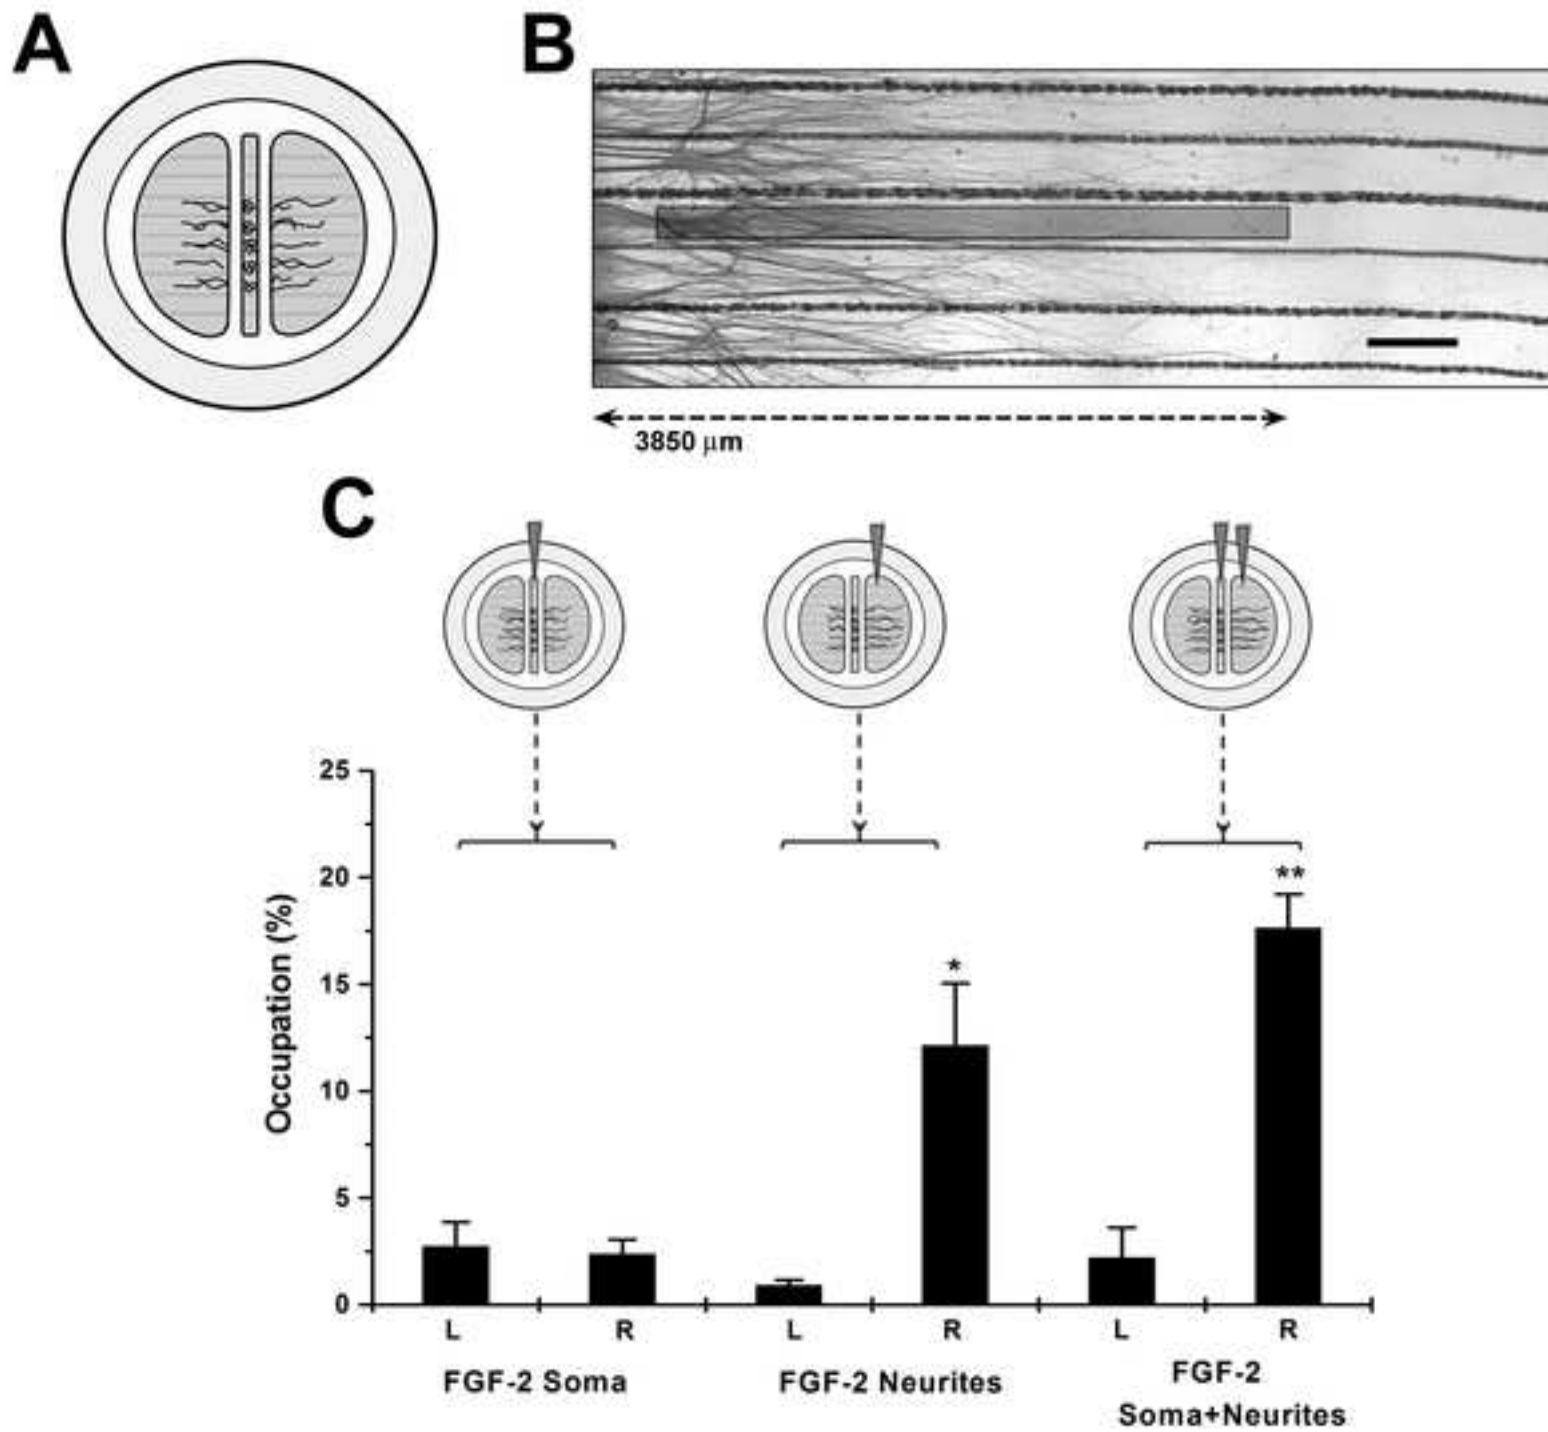 A
B
3850 μm
C
25
20
15
10
5
0
Occupation (%)
*
**
L
R
L
R
L
R
FGF-2 Soma
FGF-2 Neurites
FGF-2
Soma+Neurites